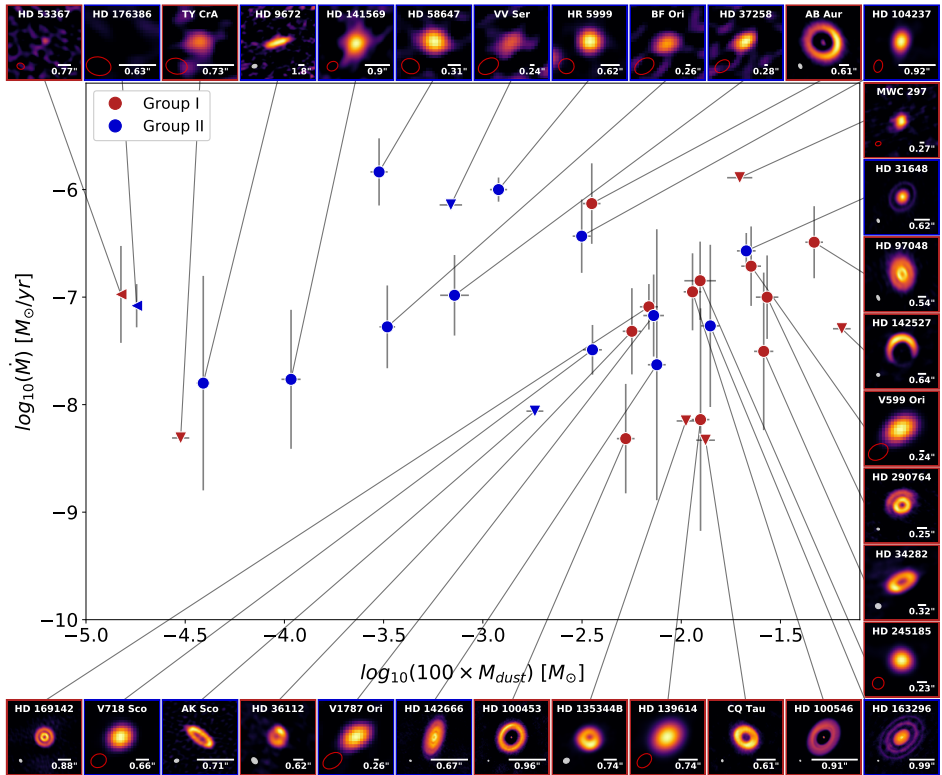 HD 53367 HD 176386 TY CrA HD 9672 HD 141569 HD 58647 VV Ser HR 5999 BF Ori HD 37258 AB Aur HD 104237
0.77" 0.63" 0.73" 1.8" 0.9" 0.31" 0.24" 0.62" 0.26" 0.28" 0.61" 0.92"
Group I
Group II
MWC 297
0.27"
HD 31648
0.62"
HD 97048
0.54"
HD 142527
0.64"
V599 Ori
0.24"
HD 290764
0.25"
HD 34282
0.32"
HD 245185
0.23"
−6
−7
−8
−9
−10
log₁₀(Ṁ) [M⊙/yr]
−5.0 −4.5 −4.0 −3.5 −3.0 −2.5 −2.0 −1.5
log₁₀(100 × M_dust) [M⊙]
HD 169142 V718 Sco AK Sco HD 36112 V1787 Ori HD 142666 HD 100453 HD 135344B HD 139614 CQ Tau HD 100546 HD 163296
0.88" 0.66" 0.71" 0.62" 0.26" 0.67" 0.96" 0.74" 0.74" 0.61" 0.91" 0.99"